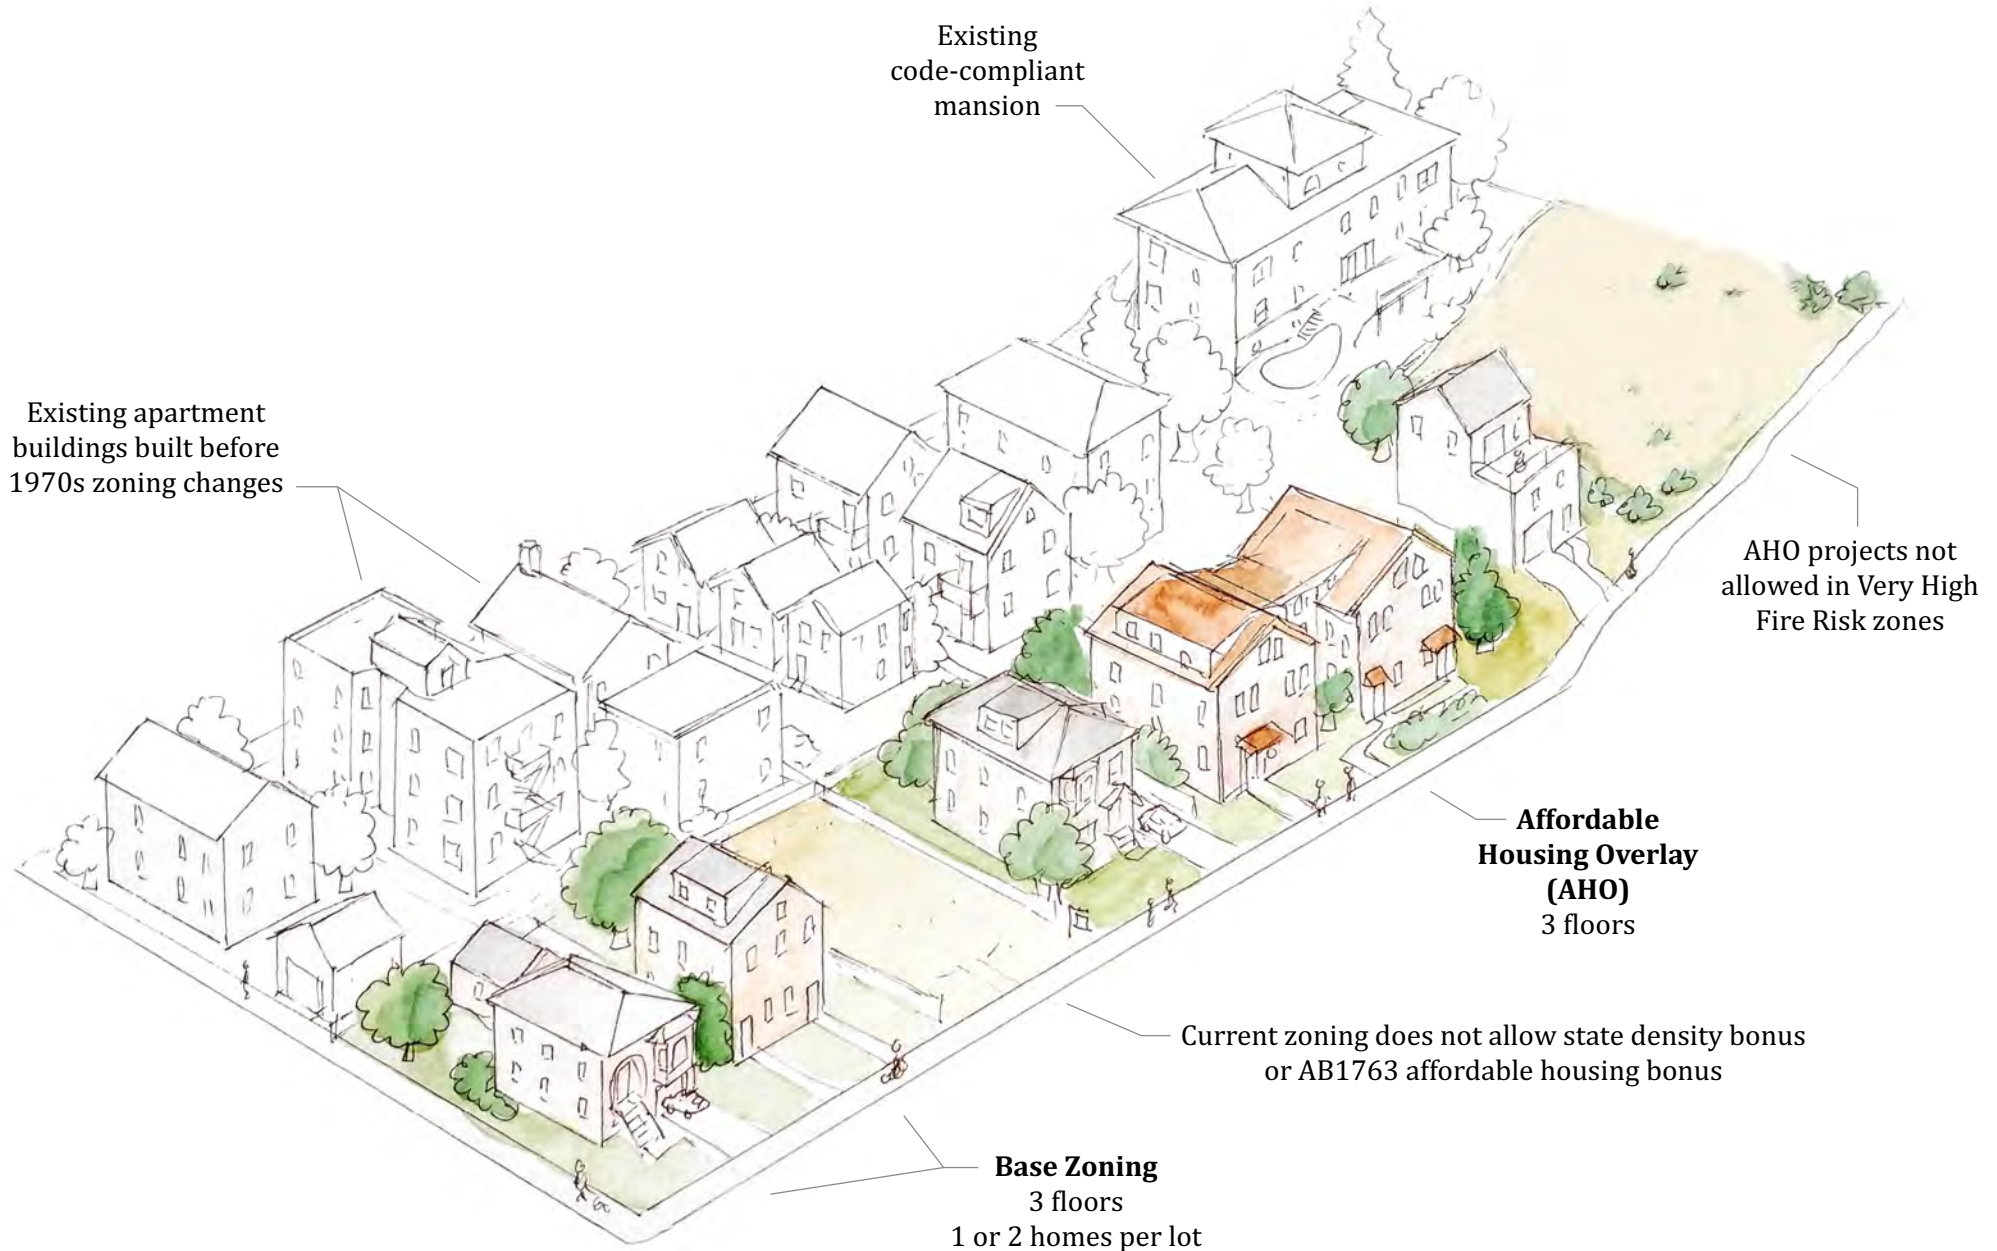 Existing
code-compliant
mansion
Existing apartment
buildings built before
1970s zoning changes
AHO projects not
allowed in Very High
Fire Risk zones
Affordable
Housing Overlay
(AHO)
3 floors
Current zoning does not allow state density bonus
or AB1763 affordable housing bonus
Base Zoning
3 floors
1 or 2 homes per lot